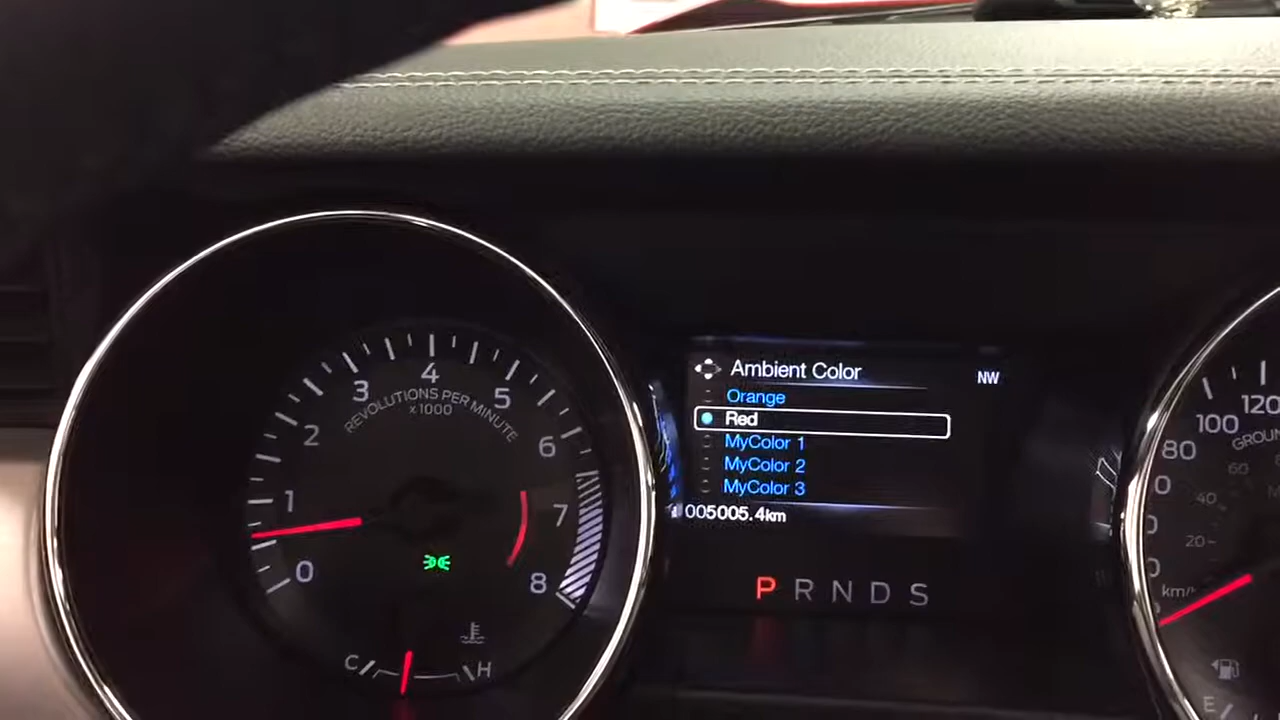 4
3
5
REVOLUTIONS PER MINUTE
x1000
2
6
1
7
0
8
C
H
Ambient Color
NW
Orange
Red
MyColor 1
MyColor 2
MyColor 3
005005.4km
P R N D S
120
100
80
60
40
20
km/
E